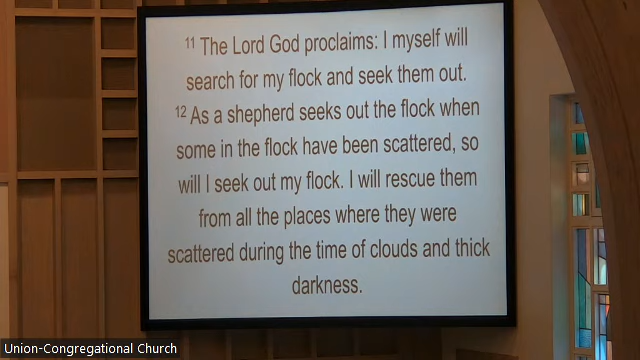 11 The Lord God proclaims: I myself will
search for my flock and seek them out.
12 As a shepherd seeks out the flock when
some in the flock have been scattered, so
will I seek out my flock. I will rescue them
from all the places where they were
scattered during the time of clouds and thick
darkness.
Union-Congregational Church